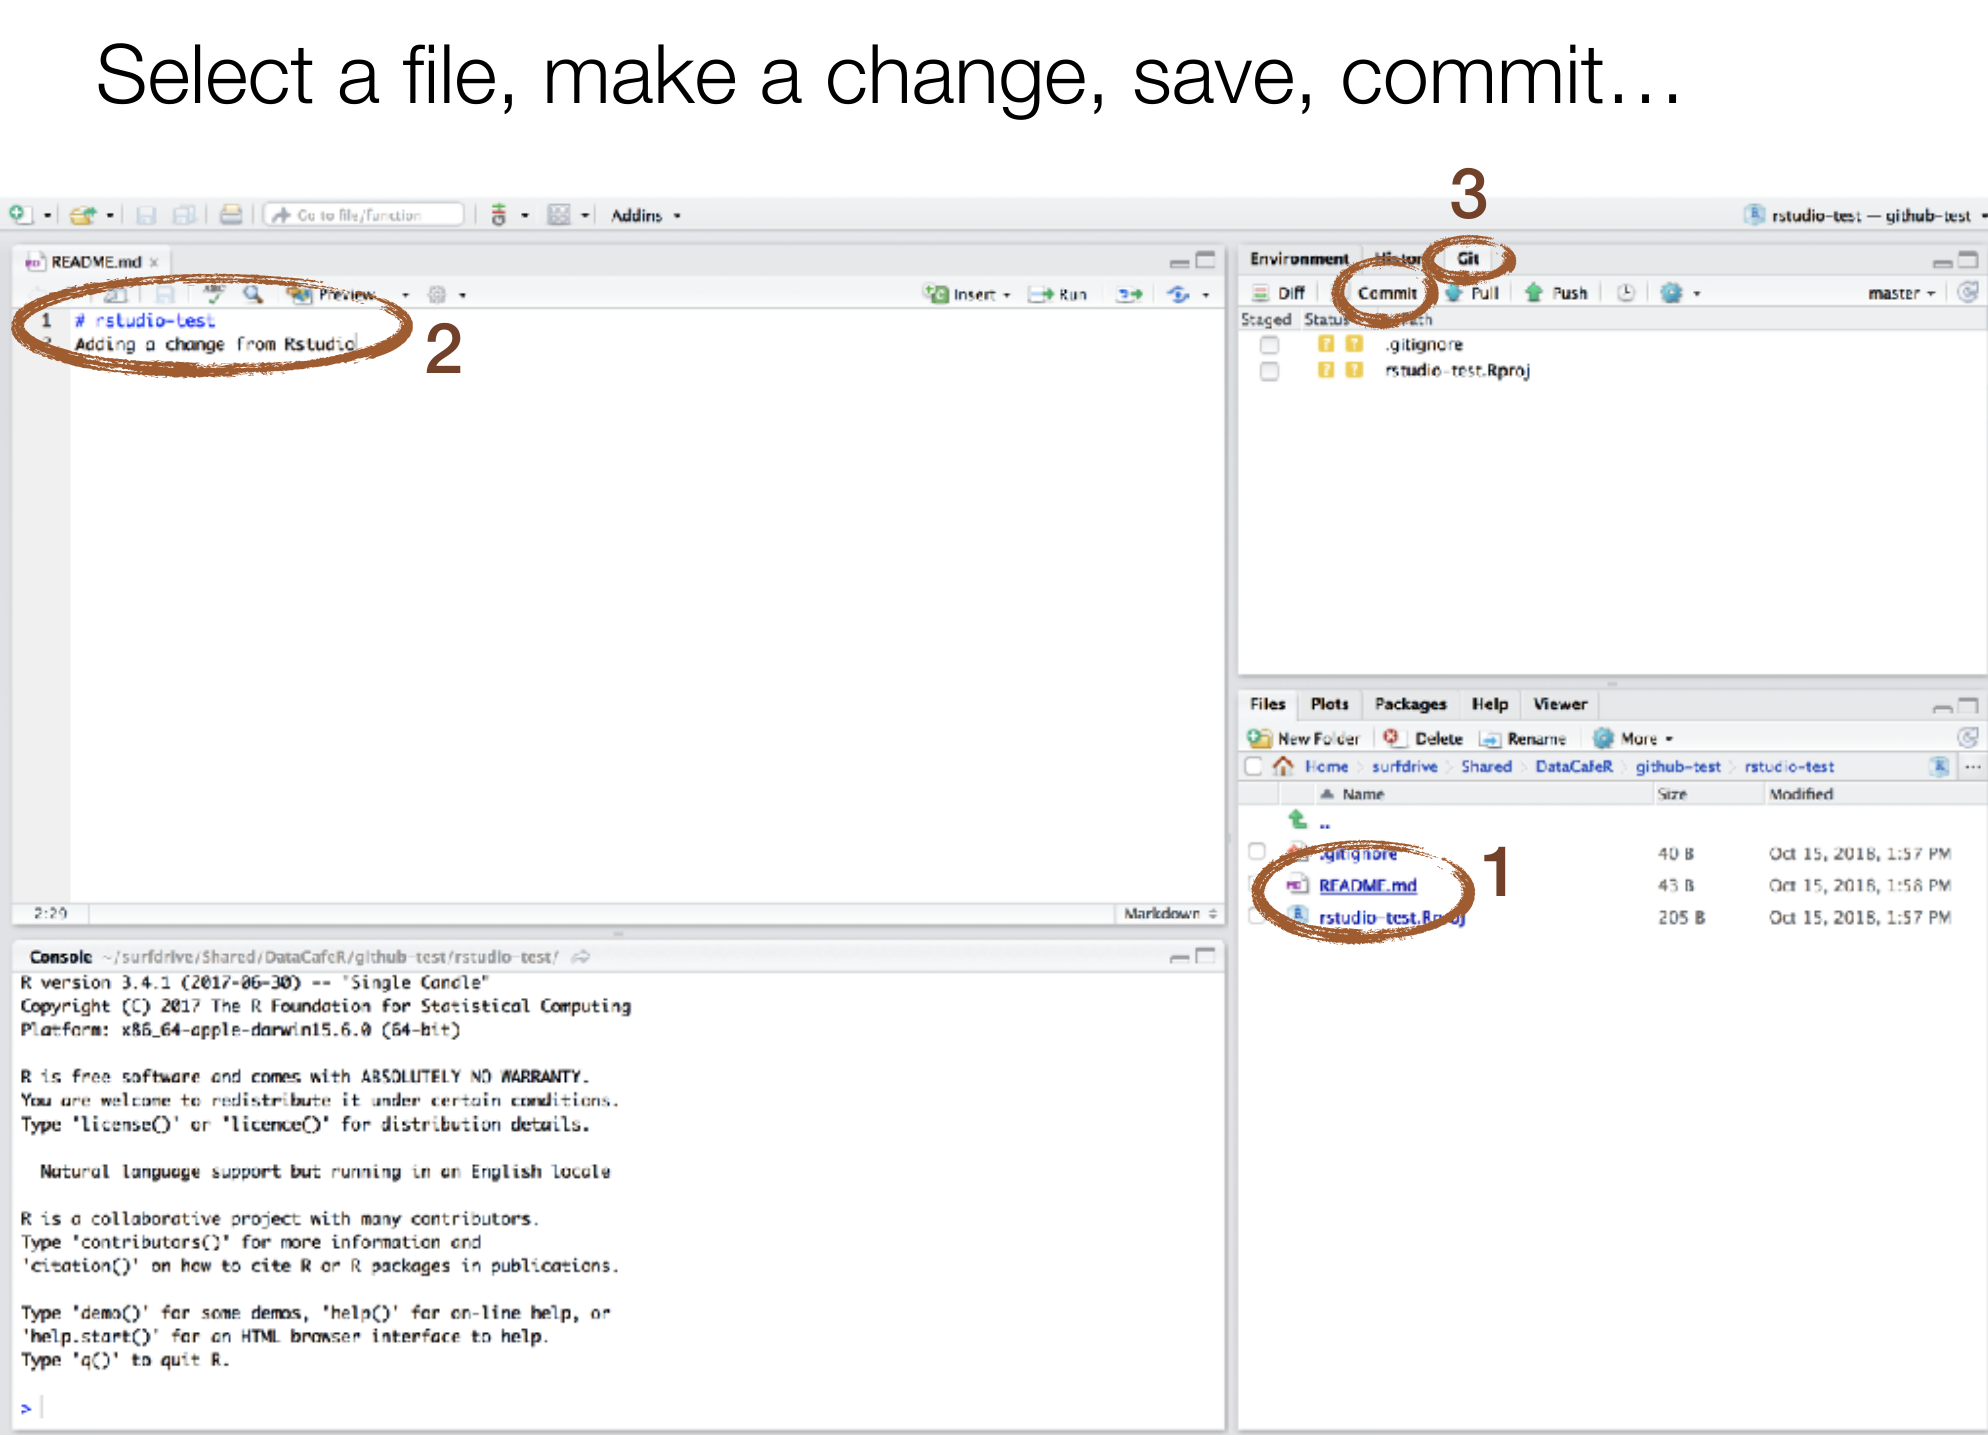 Select a file, make a change, save, commit…
3
Go to file/function
Addins
rstudio-test — github-test
README.md
Preview
Insert
Run
1 # rstudio-test
2 Adding a change from Rstudio
2
2:29
Markdown
Environment History Git
Diff Commit Pull Push master
Staged Status Path
.gitignore
rstudio-test.Rproj
Files Plots Packages Help Viewer
New Folder Delete Rename More
Home surfdrive Shared DataCafeR github-test rstudio-test
Name Size Modified
..
.gitignore 40 B Oct 15, 2018, 1:57 PM
README.md 43 B Oct 15, 2018, 1:58 PM
1
rstudio-test.Rproj 205 B Oct 15, 2018, 1:57 PM
Console ~/surfdrive/Shared/DataCafeR/github-test/rstudio-test/
R version 3.4.1 (2017-06-30) -- "Single Candle"
Copyright (C) 2017 The R Foundation for Statistical Computing
Platform: x86_64-apple-darwin15.6.0 (64-bit)
R is free software and comes with ABSOLUTELY NO WARRANTY.
You are welcome to redistribute it under certain conditions.
Type 'license()' or 'licence()' for distribution details.
Natural language support but running in an English locale
R is a collaborative project with many contributors.
Type 'contributors()' for more information and
'citation()' on how to cite R or R packages in publications.
Type 'demo()' for some demos, 'help()' for on-line help, or
'help.start()' for an HTML browser interface to help.
Type 'q()' to quit R.
>